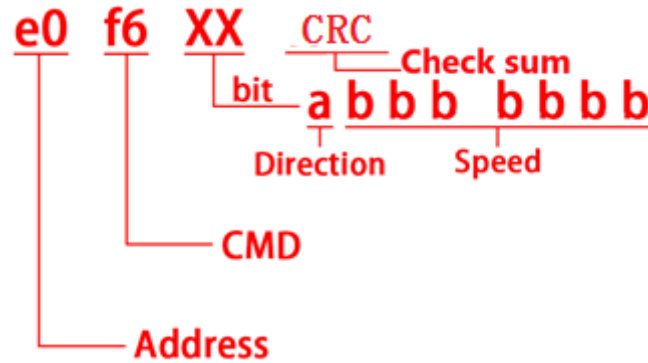 e0 f6 XX CRC
Check sum
bit a b b b b b b b
Direction Speed
CMD
Address